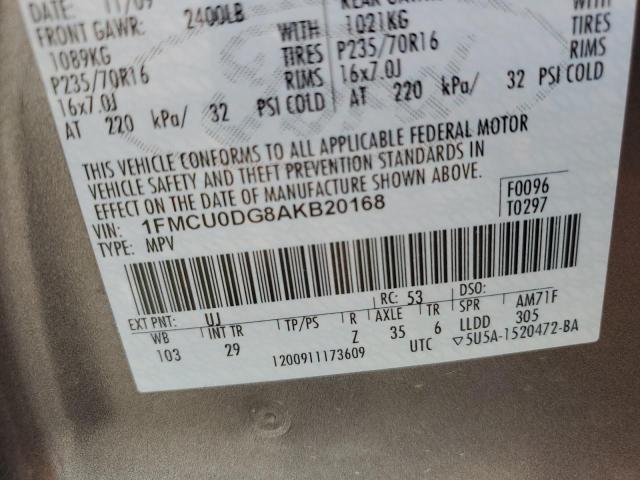 DATE: 11/09
FRONT GAWR: 2400LB
1089KG WITH 1021KG WITH
P235/70R16 TIRES P235/70R16 TIRES
16x7.0J RIMS 16x7.0J RIMS
AT 220 kPa/ 32 PSI COLD AT 220 kPa/ 32 PSI COLD
THIS VEHICLE CONFORMS TO ALL APPLICABLE FEDERAL MOTOR
VEHICLE SAFETY AND THEFT PREVENTION STANDARDS IN
EFFECT ON THE DATE OF MANUFACTURE SHOWN ABOVE.
VIN: 1FMCU0DG8AKB20168 F0096
TYPE: MPV T0297
EXT PNT: UJ RC: 53 DSO:
WB INT TR TP/PS R AXLE TR SPR AM71F
103 29 Z 35 6 LLDD 305
1200911173609 UTC ▽5U5A-1520472-BA